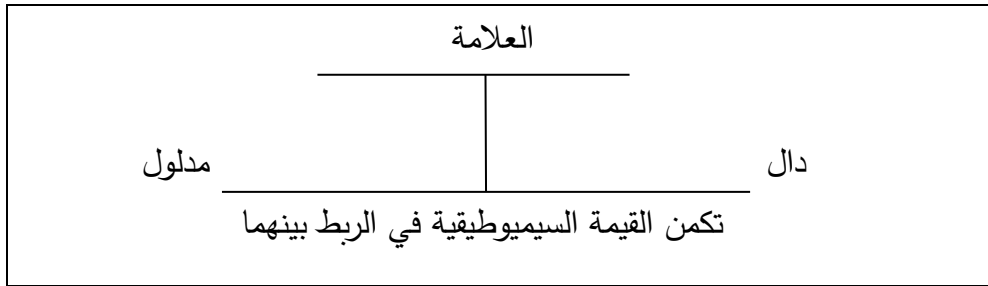 العلامة
دال
مدلول
تكمن القيمة السيميوطيقية في الربط بينهما